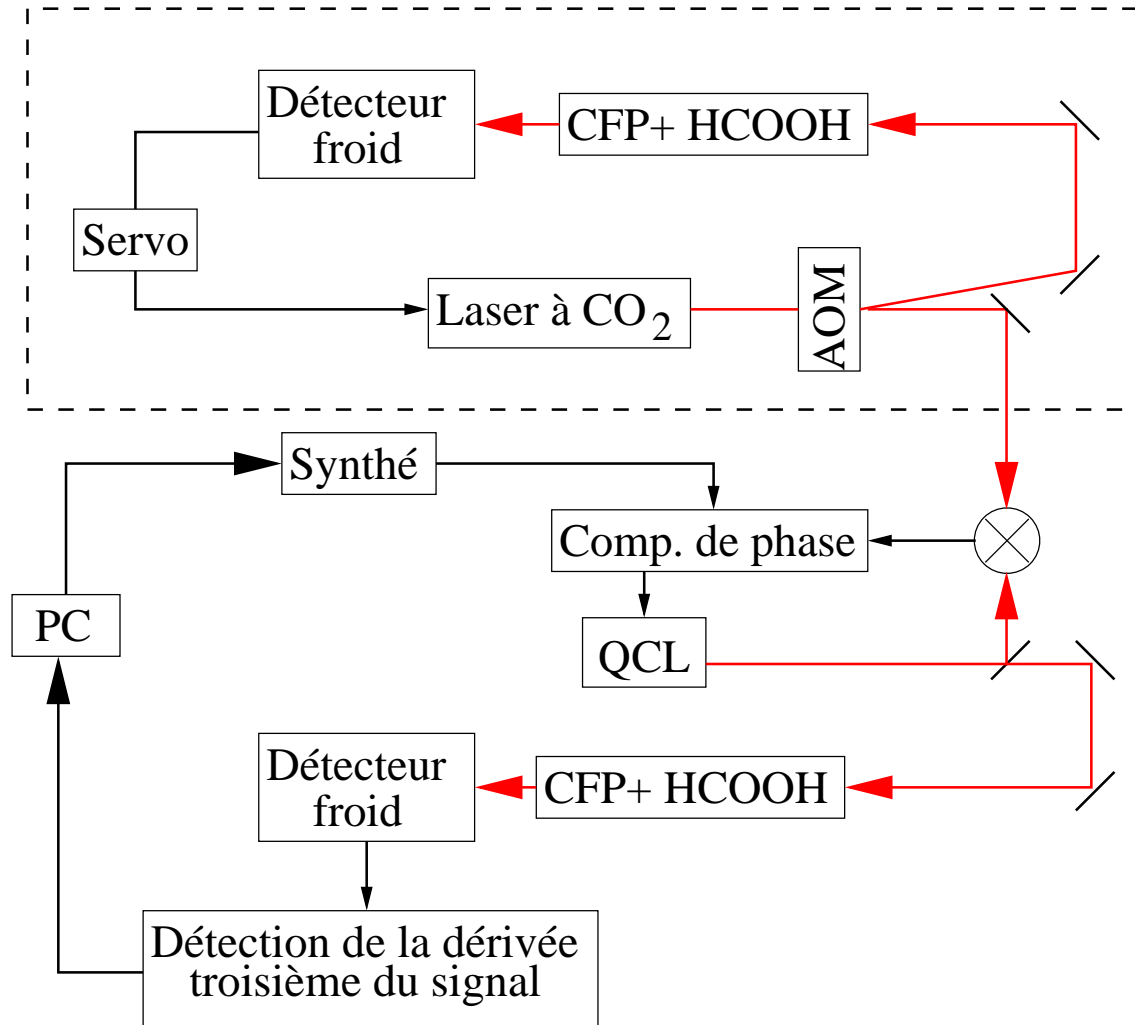 Détecteur
froid
CFP+ HCOOH
Servo
Laser à CO2
AOM
Synthé
Comp. de phase
PC
QCL
Détecteur
froid
CFP+ HCOOH
Détection de la dérivée
troisième du signal